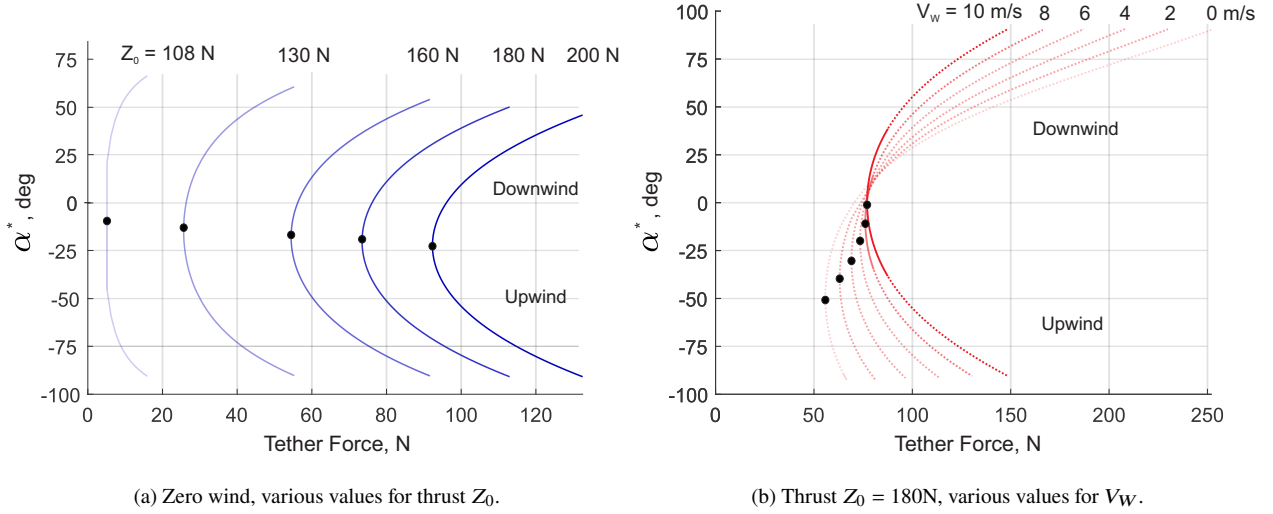 Z₀ = 108 N 130 N 160 N 180 N 200 N
75
50
25
0
-25
-50
-75
-100
α*, deg
Downwind
Upwind
0 20 40 60 80 100 120
Tether Force, N
(a) Zero wind, various values for thrust Z₀.
V_W = 10 m/s 8 6 4 2 0 m/s
100
75
50
25
0
-25
-50
-75
-100
α*, deg
Downwind
Upwind
0 50 100 150 200 250
Tether Force, N
(b) Thrust Z₀ = 180N, various values for V_W.